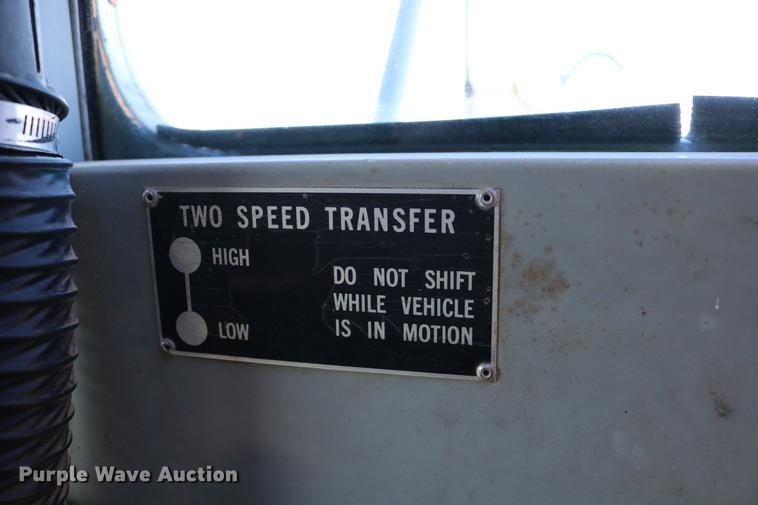 TWO SPEED TRANSFER
HIGH
LOW
DO NOT SHIFT
WHILE VEHICLE
IS IN MOTION
Purple Wave Auction